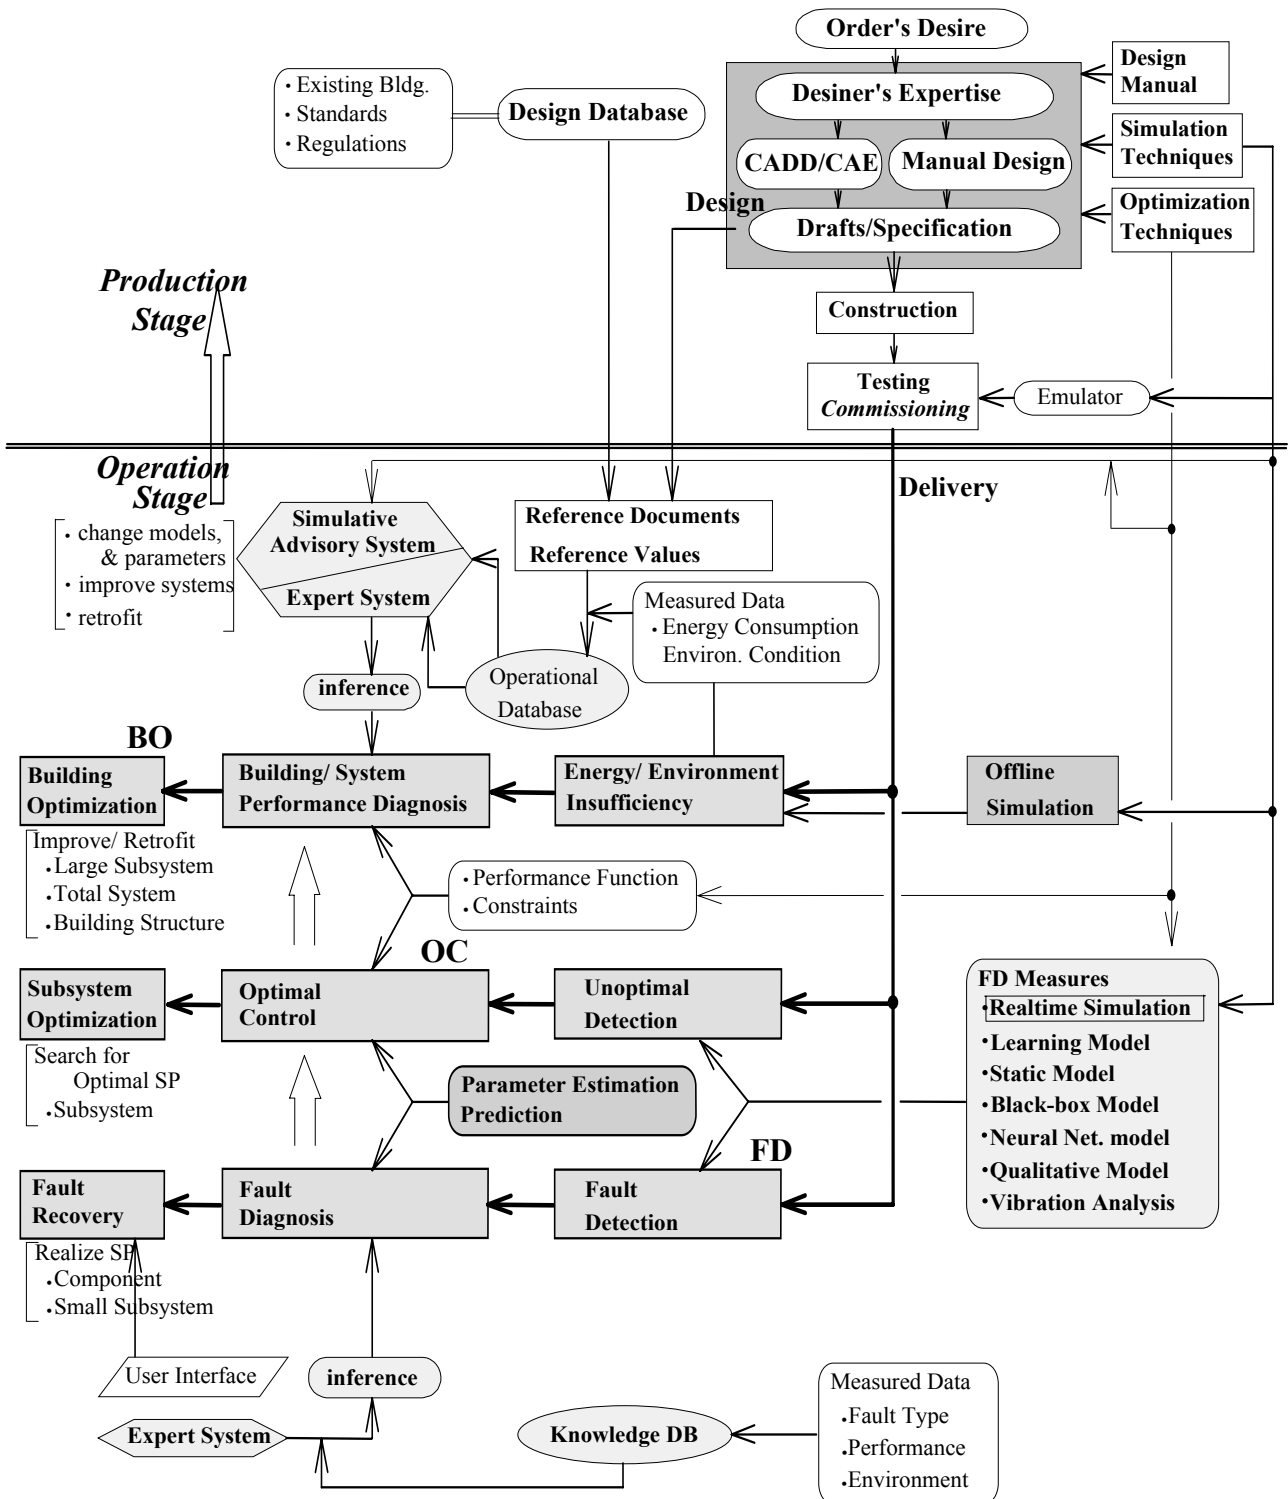 Order's Desire
Desiner's Expertise
CADD/CAE
Manual Design
Drafts/Specification
Design
Design
Manual
Simulation
Techniques
Optimization
Techniques
· Existing Bldg.
· Standards
· Regulations
Design Database
Production
Stage
Construction
Testing
Commissioning
Emulator
Operation
Stage
· change models,
& parameters
· improve systems
· retrofit
Simulative
Advisory System
Expert System
Reference Documents
Reference Values
Delivery
Measured Data
· Energy Consumption
Environ. Condition
inference
Operational
Database
BO
Building
Optimization
Building/ System
Performance Diagnosis
Energy/ Environment
Insufficiency
Offline
Simulation
Improve/ Retrofit
· Large Subsystem
· Total System
· Building Structure
· Performance Function
· Constraints
OC
Subsystem
Optimization
Optimal
Control
Unoptimal
Detection
FD Measures
· Realtime Simulation
· Learning Model
· Static Model
· Black-box Model
· Neural Net. model
· Qualitative Model
· Vibration Analysis
Search for
Optimal SP
· Subsystem
Parameter Estimation
Prediction
FD
Fault
Recovery
Fault
Diagnosis
Fault
Detection
Realize SP
· Component
· Small Subsystem
User Interface
inference
Expert System
Knowledge DB
Measured Data
· Fault Type
· Performance
· Environment